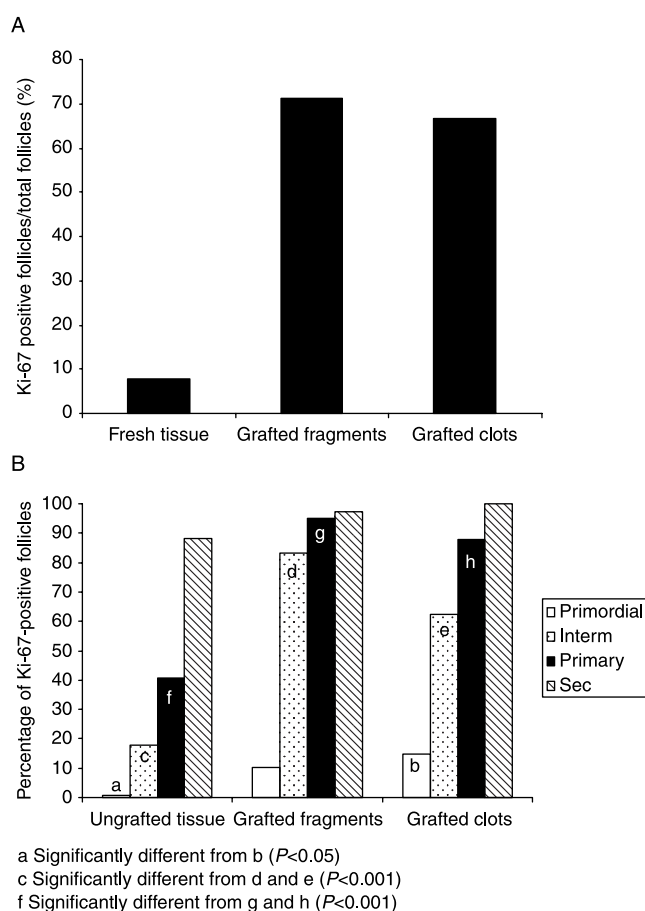 A
Ki-67 positive follicles/total follicles (%)
80
70
60
50
40
30
20
10
0
Fresh tissue Grafted fragments Grafted clots
B
Percentage of Ki-67-positive follicles
100
90
80
70
60
50
40
30
20
10
0
a
c
f
d
g
b
e
h
Ungrafted tissue Grafted fragments Grafted clots
Primordial
Interm
Primary
Sec
a Significantly different from b (P<0.05)
c Significantly different from d and e (P<0.001)
f Significantly different from g and h (P<0.001)